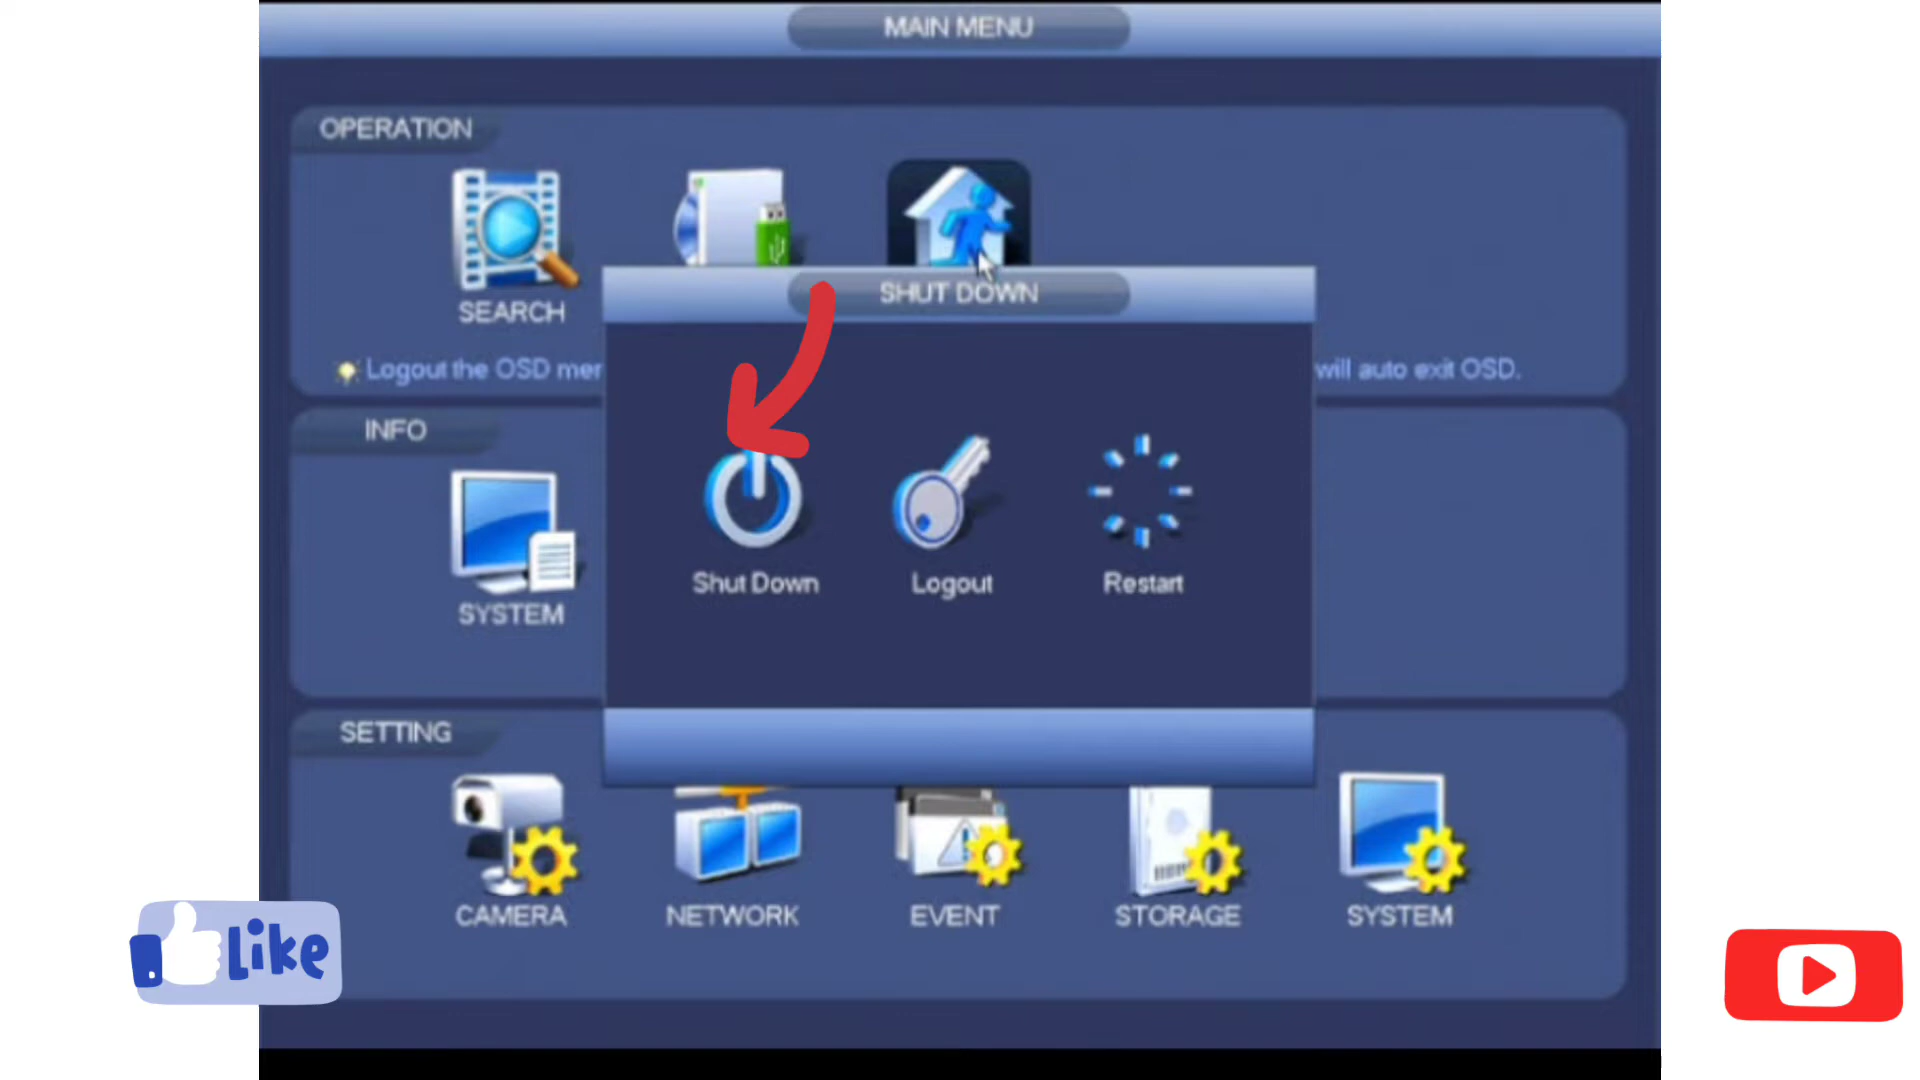 MAIN MENU
OPERATION
SEARCH
SHUT DOWN
Logout the OSD
will auto exit OSD.
INFO
Shut Down
Logout
Restart
SYSTEM
SETTING
CAMERA
NETWORK
EVENT
STORAGE
SYSTEM
Like